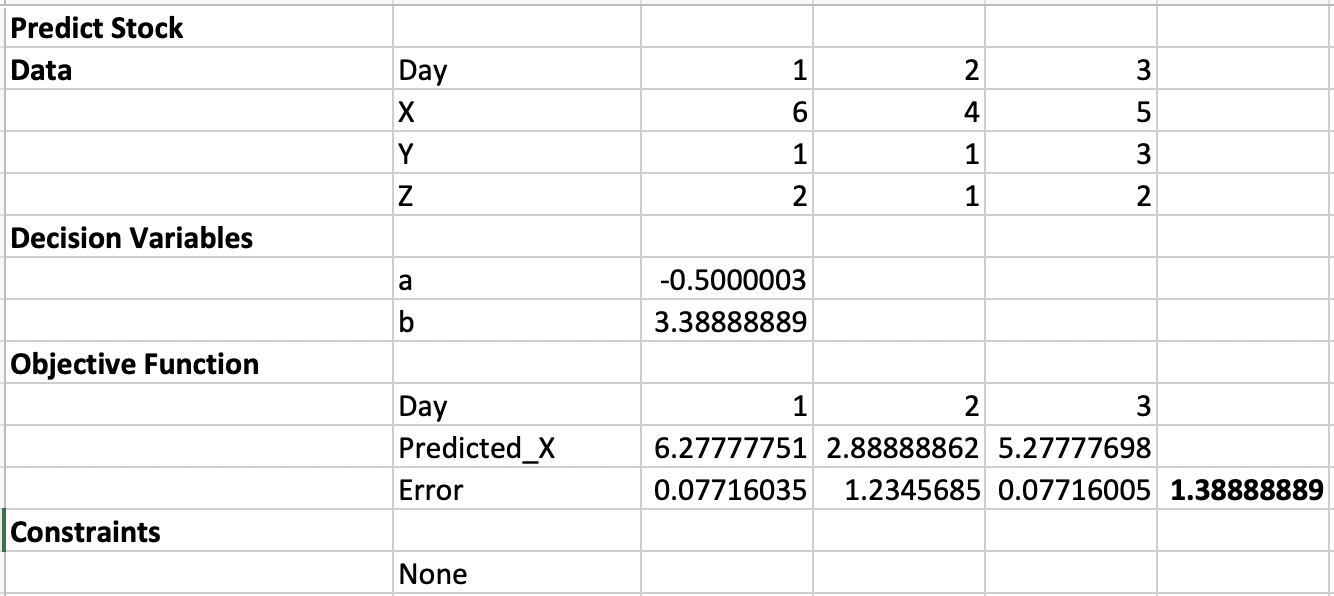 Predict Stock
Data Day 1 2 3
X 6 4 5
Y 1 1 3
Z 2 1 2
Decision Variables
a -0.5000003
b 3.38888889
Objective Function
Day 1 2 3
Predicted_X 6.27777751 2.88888862 5.27777698
Error 0.07716035 1.2345685 0.07716005 1.38888889
Constraints
None